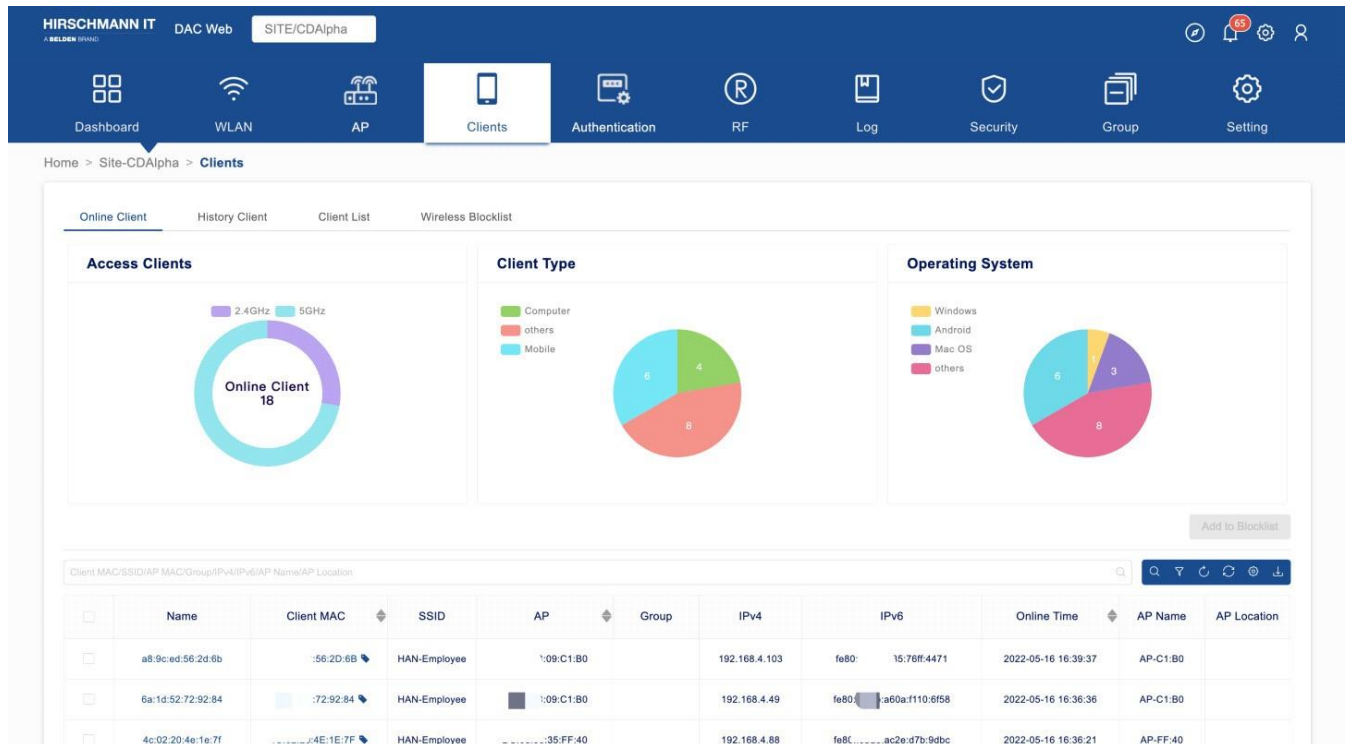 HIRSCHMANN IT
A BELDEN BRAND
DAC Web
SITE/CDAlpha
65
Dashboard
WLAN
AP
Clients
Authentication
R
RF
Log
Security
Group
Setting
Home > Site-CDAlpha > Clients
Online Client
History Client
Client List
Wireless Blocklist
Access Clients
2.4GHz
5GHz
Online Client
18
Client Type
Computer
others
Mobile
4
6
8
Operating System
Windows
Android
Mac OS
others
1
3
6
8
Add to Blocklist
Client MAC/SSID/AP MAC/Group/IPv4/IPv6/AP Name/AP Location
Name Client MAC SSID AP Group IPv4 IPv6 Online Time AP Name AP Location
a8:9c:ed:56:2d:6b :56:2D:6B HAN-Employee :09:C1:B0 192.168.4.103 fe80: 15:76ff:4471 2022-05-16 16:39:37 AP-C1:B0
6a:1d:52:72:92:84 :72:92:84 HAN-Employee :09:C1:B0 192.168.4.49 fe80: :a60a:f110:6f58 2022-05-16 16:36:36 AP-C1:B0
4c:02:20:4e:1e:7f :4E:1E:7F HAN-Employee :35:FF:40 192.168.4.88 ac2e:d7b:9dbc 2022-05-16 16:36:21 AP-FF:40